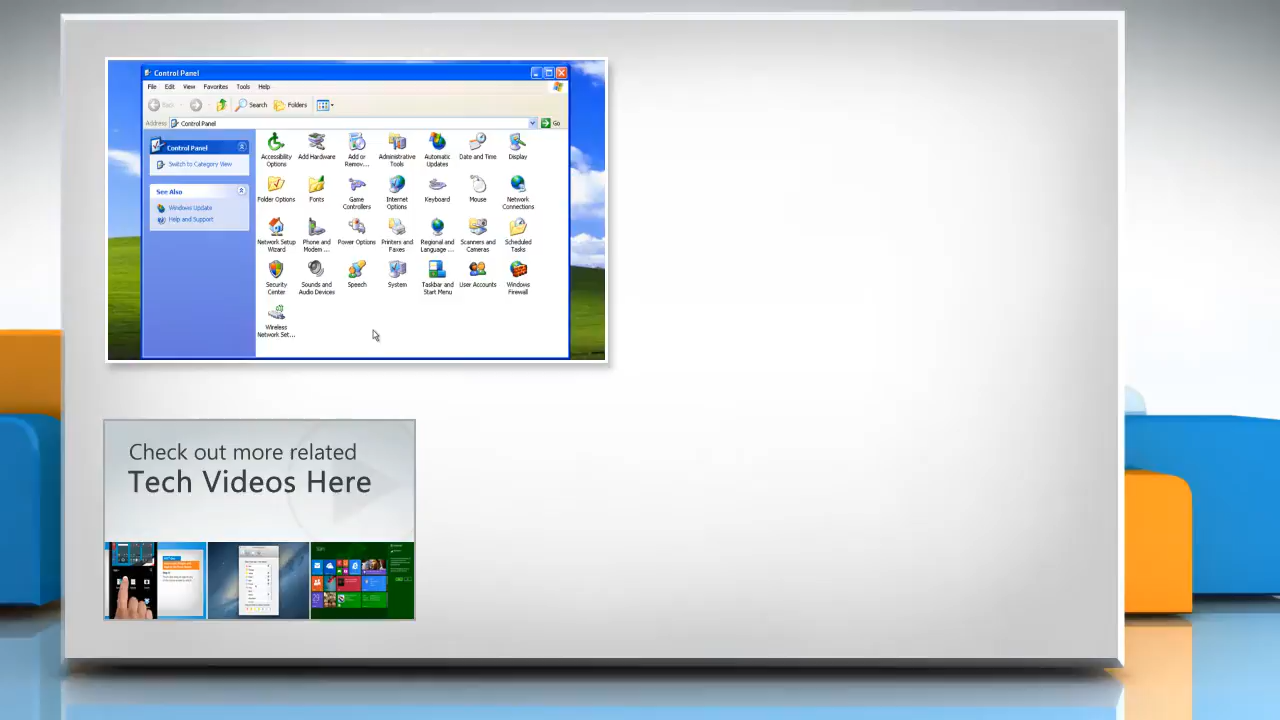 Control Panel
File Edit View Favorites Tools Help
Back Search Folders
Address Control Panel Go
Control Panel
Switch to Category View
See Also
Windows Update
Help and Support
Accessibility Options
Add Hardware
Add or Remov...
Administrative Tools
Automatic Updates
Date and Time
Display
Folder Options
Fonts
Game Controllers
Internet Options
Keyboard
Mouse
Network Connections
Network Setup Wizard
Phone and Modem ...
Power Options
Printers and Faxes
Regional and Language ...
Scanners and Cameras
Scheduled Tasks
Security Center
Sounds and Audio Devices
Speech
System
Taskbar and Start Menu
User Accounts
Windows Firewall
Wireless Network Set...
Check out more related
Tech Videos Here